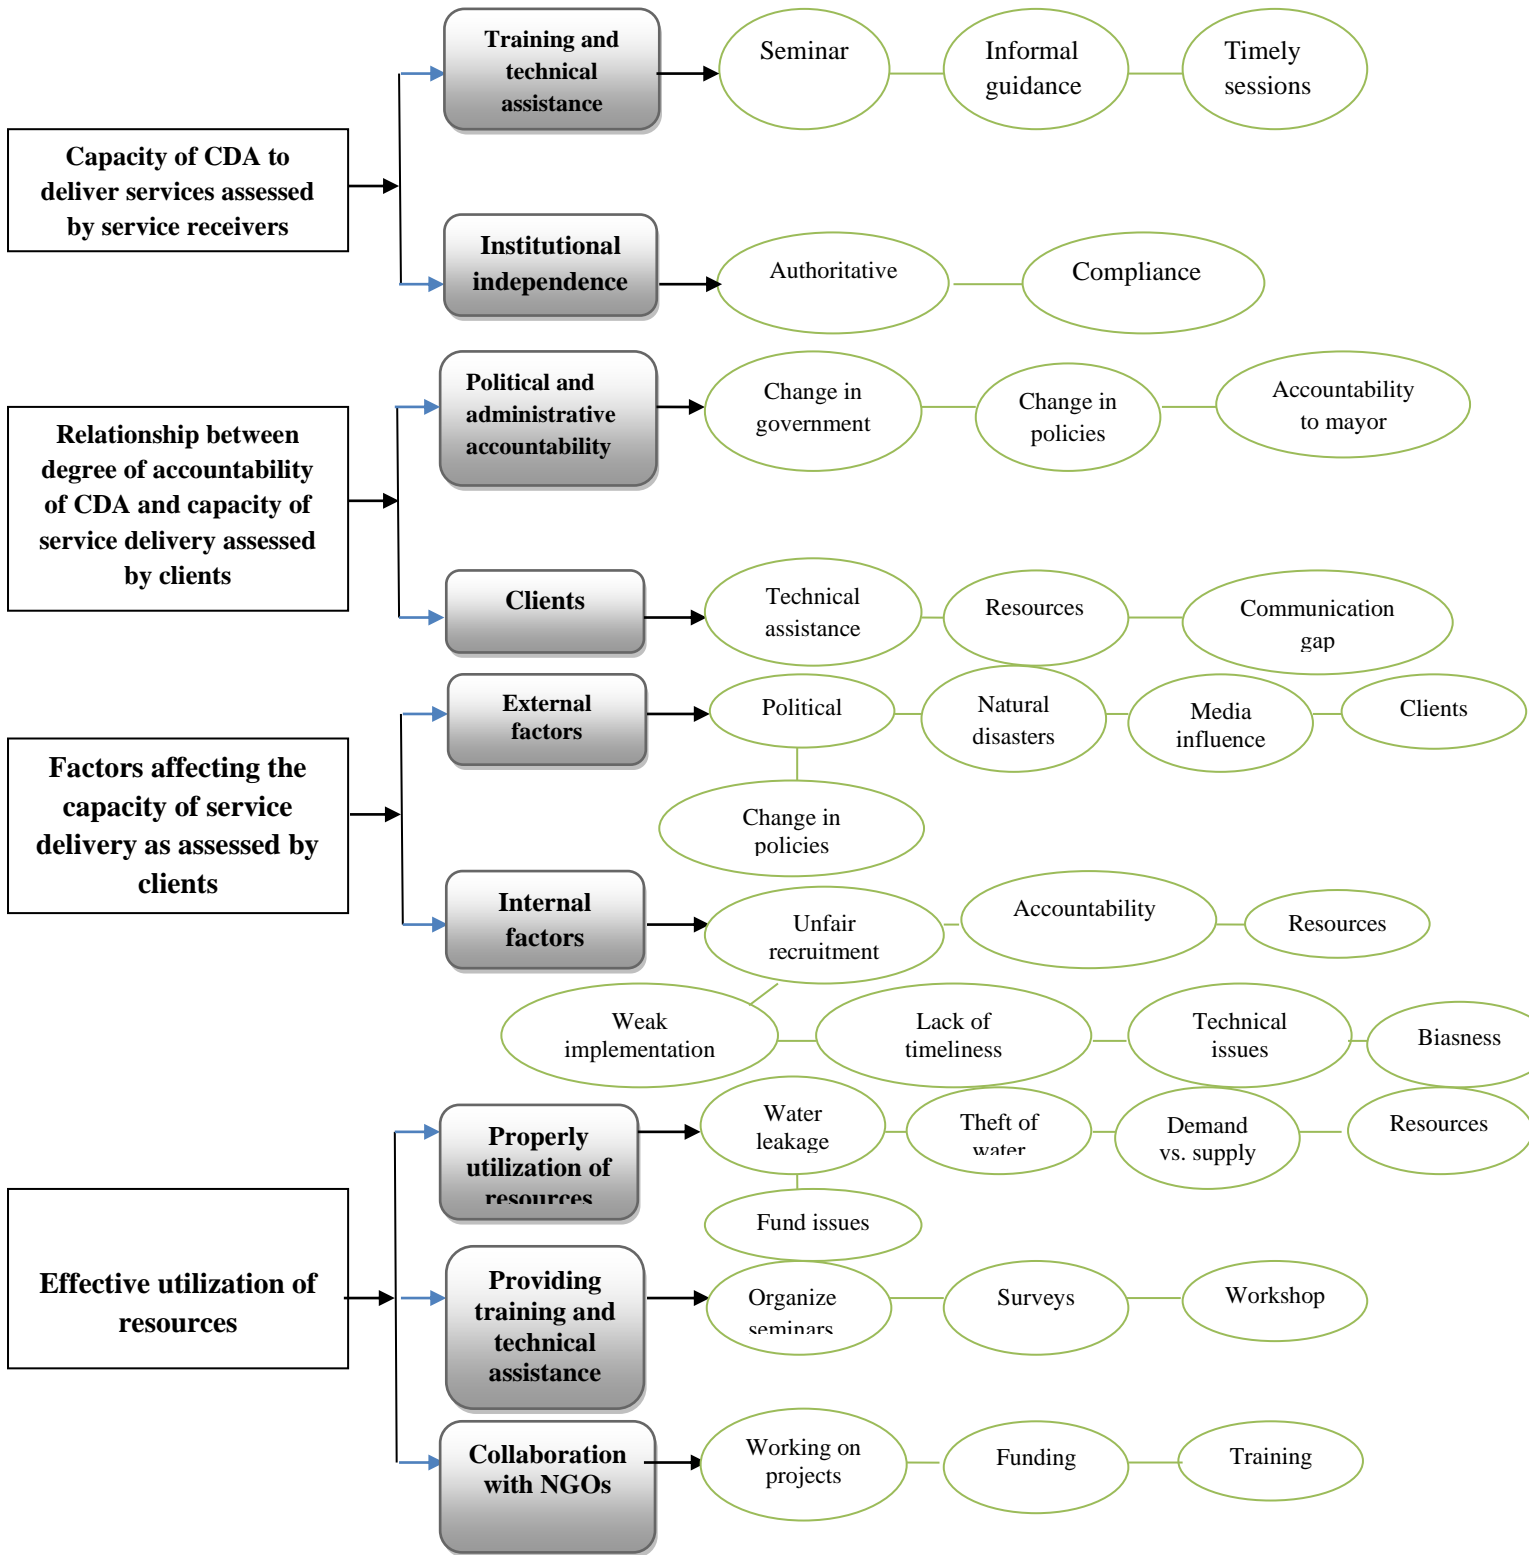 Capacity of CDA to
deliver services assessed
by service receivers
Training and
technical
assistance
Seminar
Informal
guidance
Timely
sessions
Institutional
independence
Authoritative
Compliance
Relationship between
degree of accountability
of CDA and capacity of
service delivery assessed
by clients
Political and
administrative
accountability
Change in
government
Change in
policies
Accountability
to mayor
Clients
Technical
assistance
Resources
Communication
gap
Factors affecting the
capacity of service
delivery as assessed by
clients
External
factors
Political
Natural
disasters
Media
influence
Clients
Change in
policies
Internal
factors
Unfair
recruitment
Accountability
Resources
Weak
implementation
Lack of
timeliness
Technical
issues
Biasness
Effective utilization of
resources
Properly
utilization of
resources
Water
leakage
Theft of
water
Demand
vs. supply
Resources
Fund issues
Providing
training and
technical
assistance
Organize
seminars
Surveys
Workshop
Collaboration
with NGOs
Working on
projects
Funding
Training